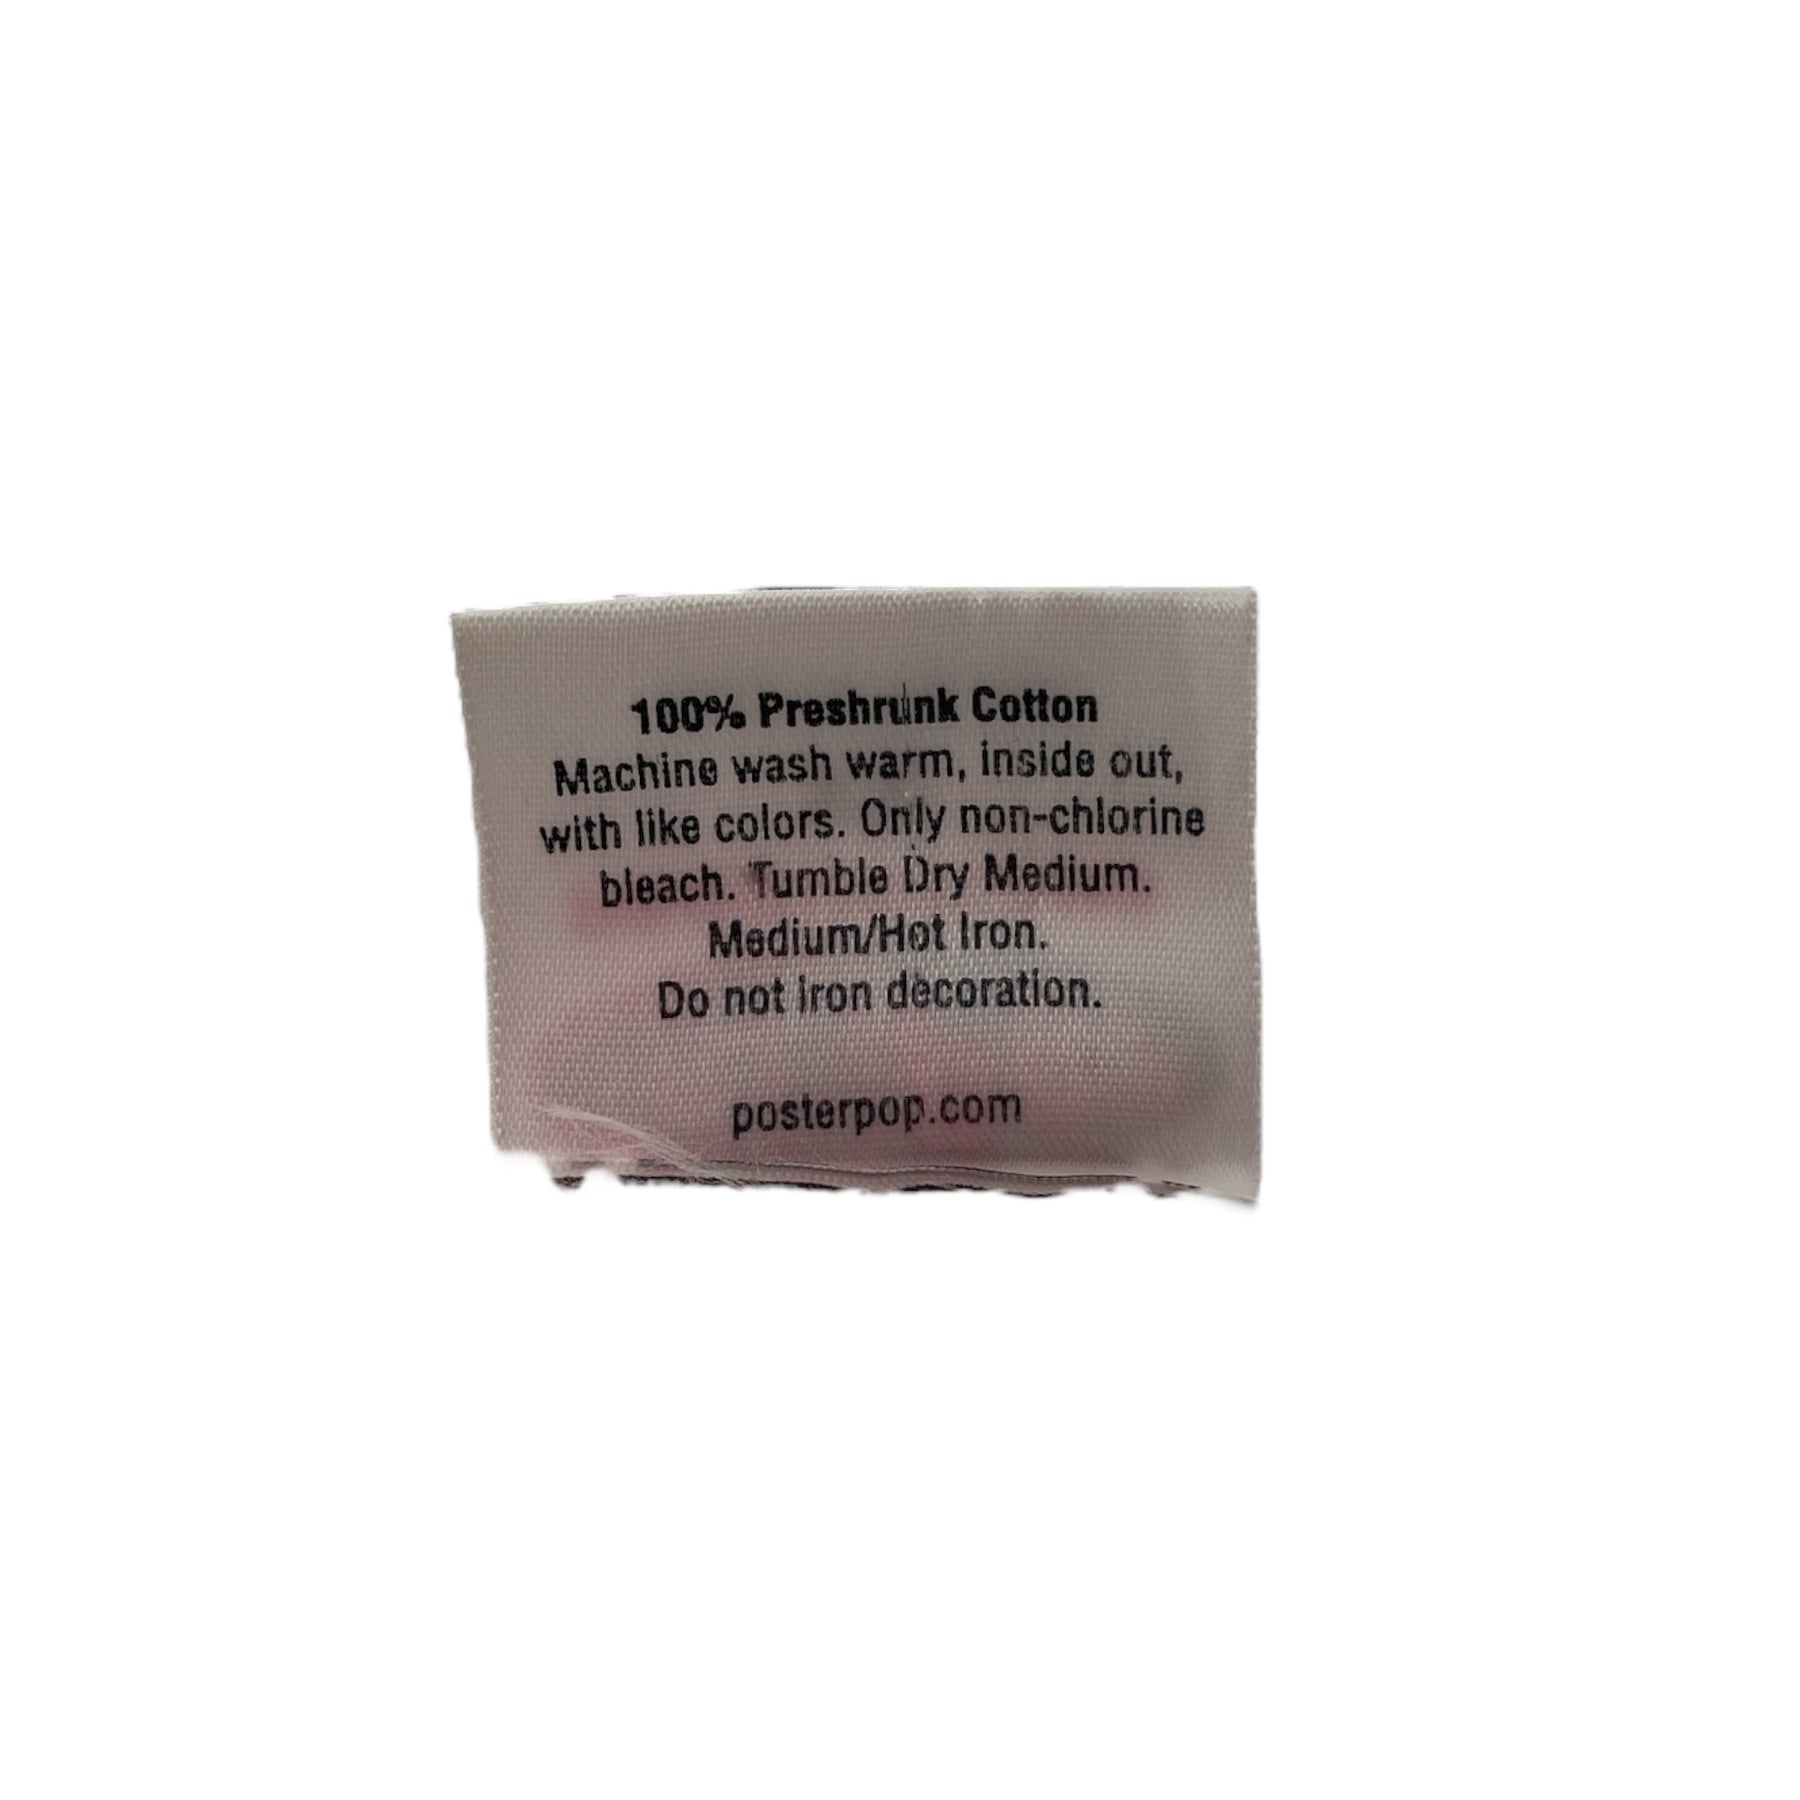 100% Preshrunk Cotton
Machine wash warm, inside out,
with like colors. Only non-chlorine
bleach. Tumble Dry Medium.
Medium/Hot Iron.
Do not iron decoration.
posterpop.com